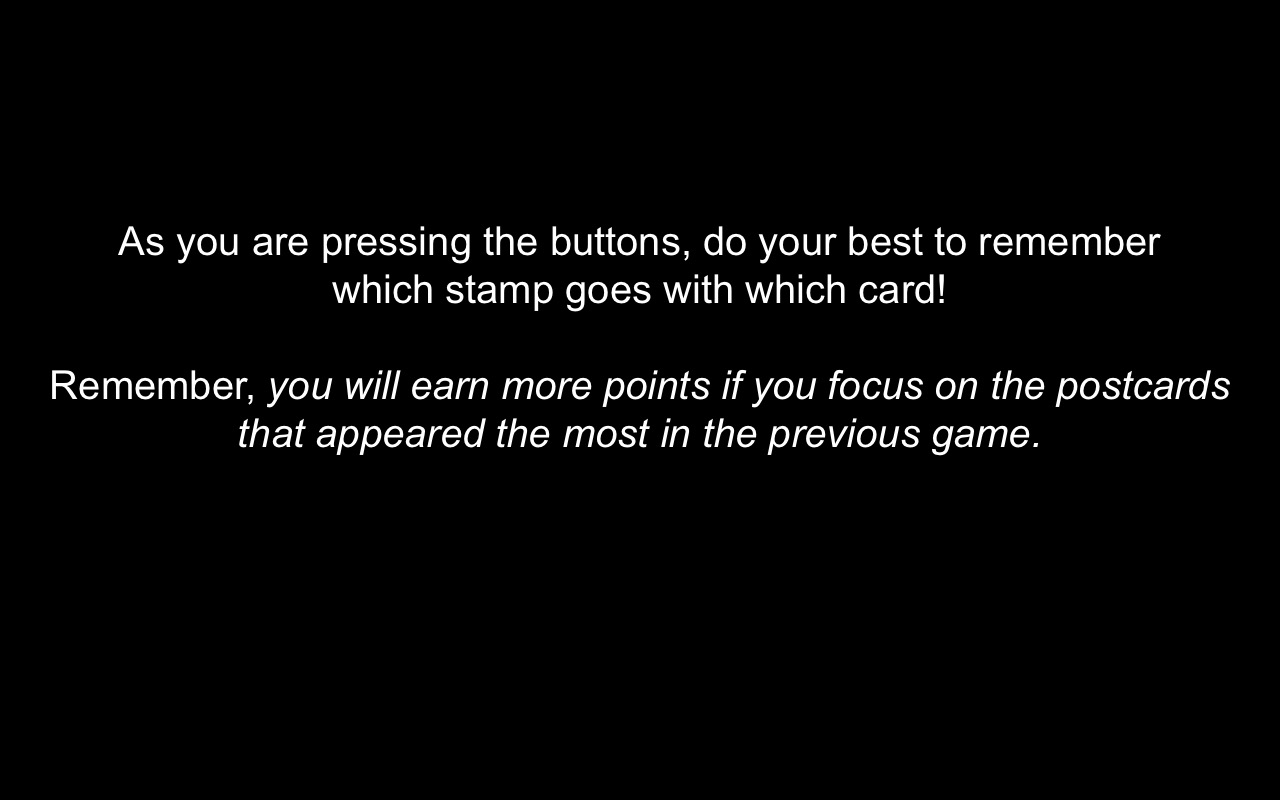 As you are pressing the buttons, do your best to remember
which stamp goes with which card!
Remember, you will earn more points if you focus on the postcards
that appeared the most in the previous game.